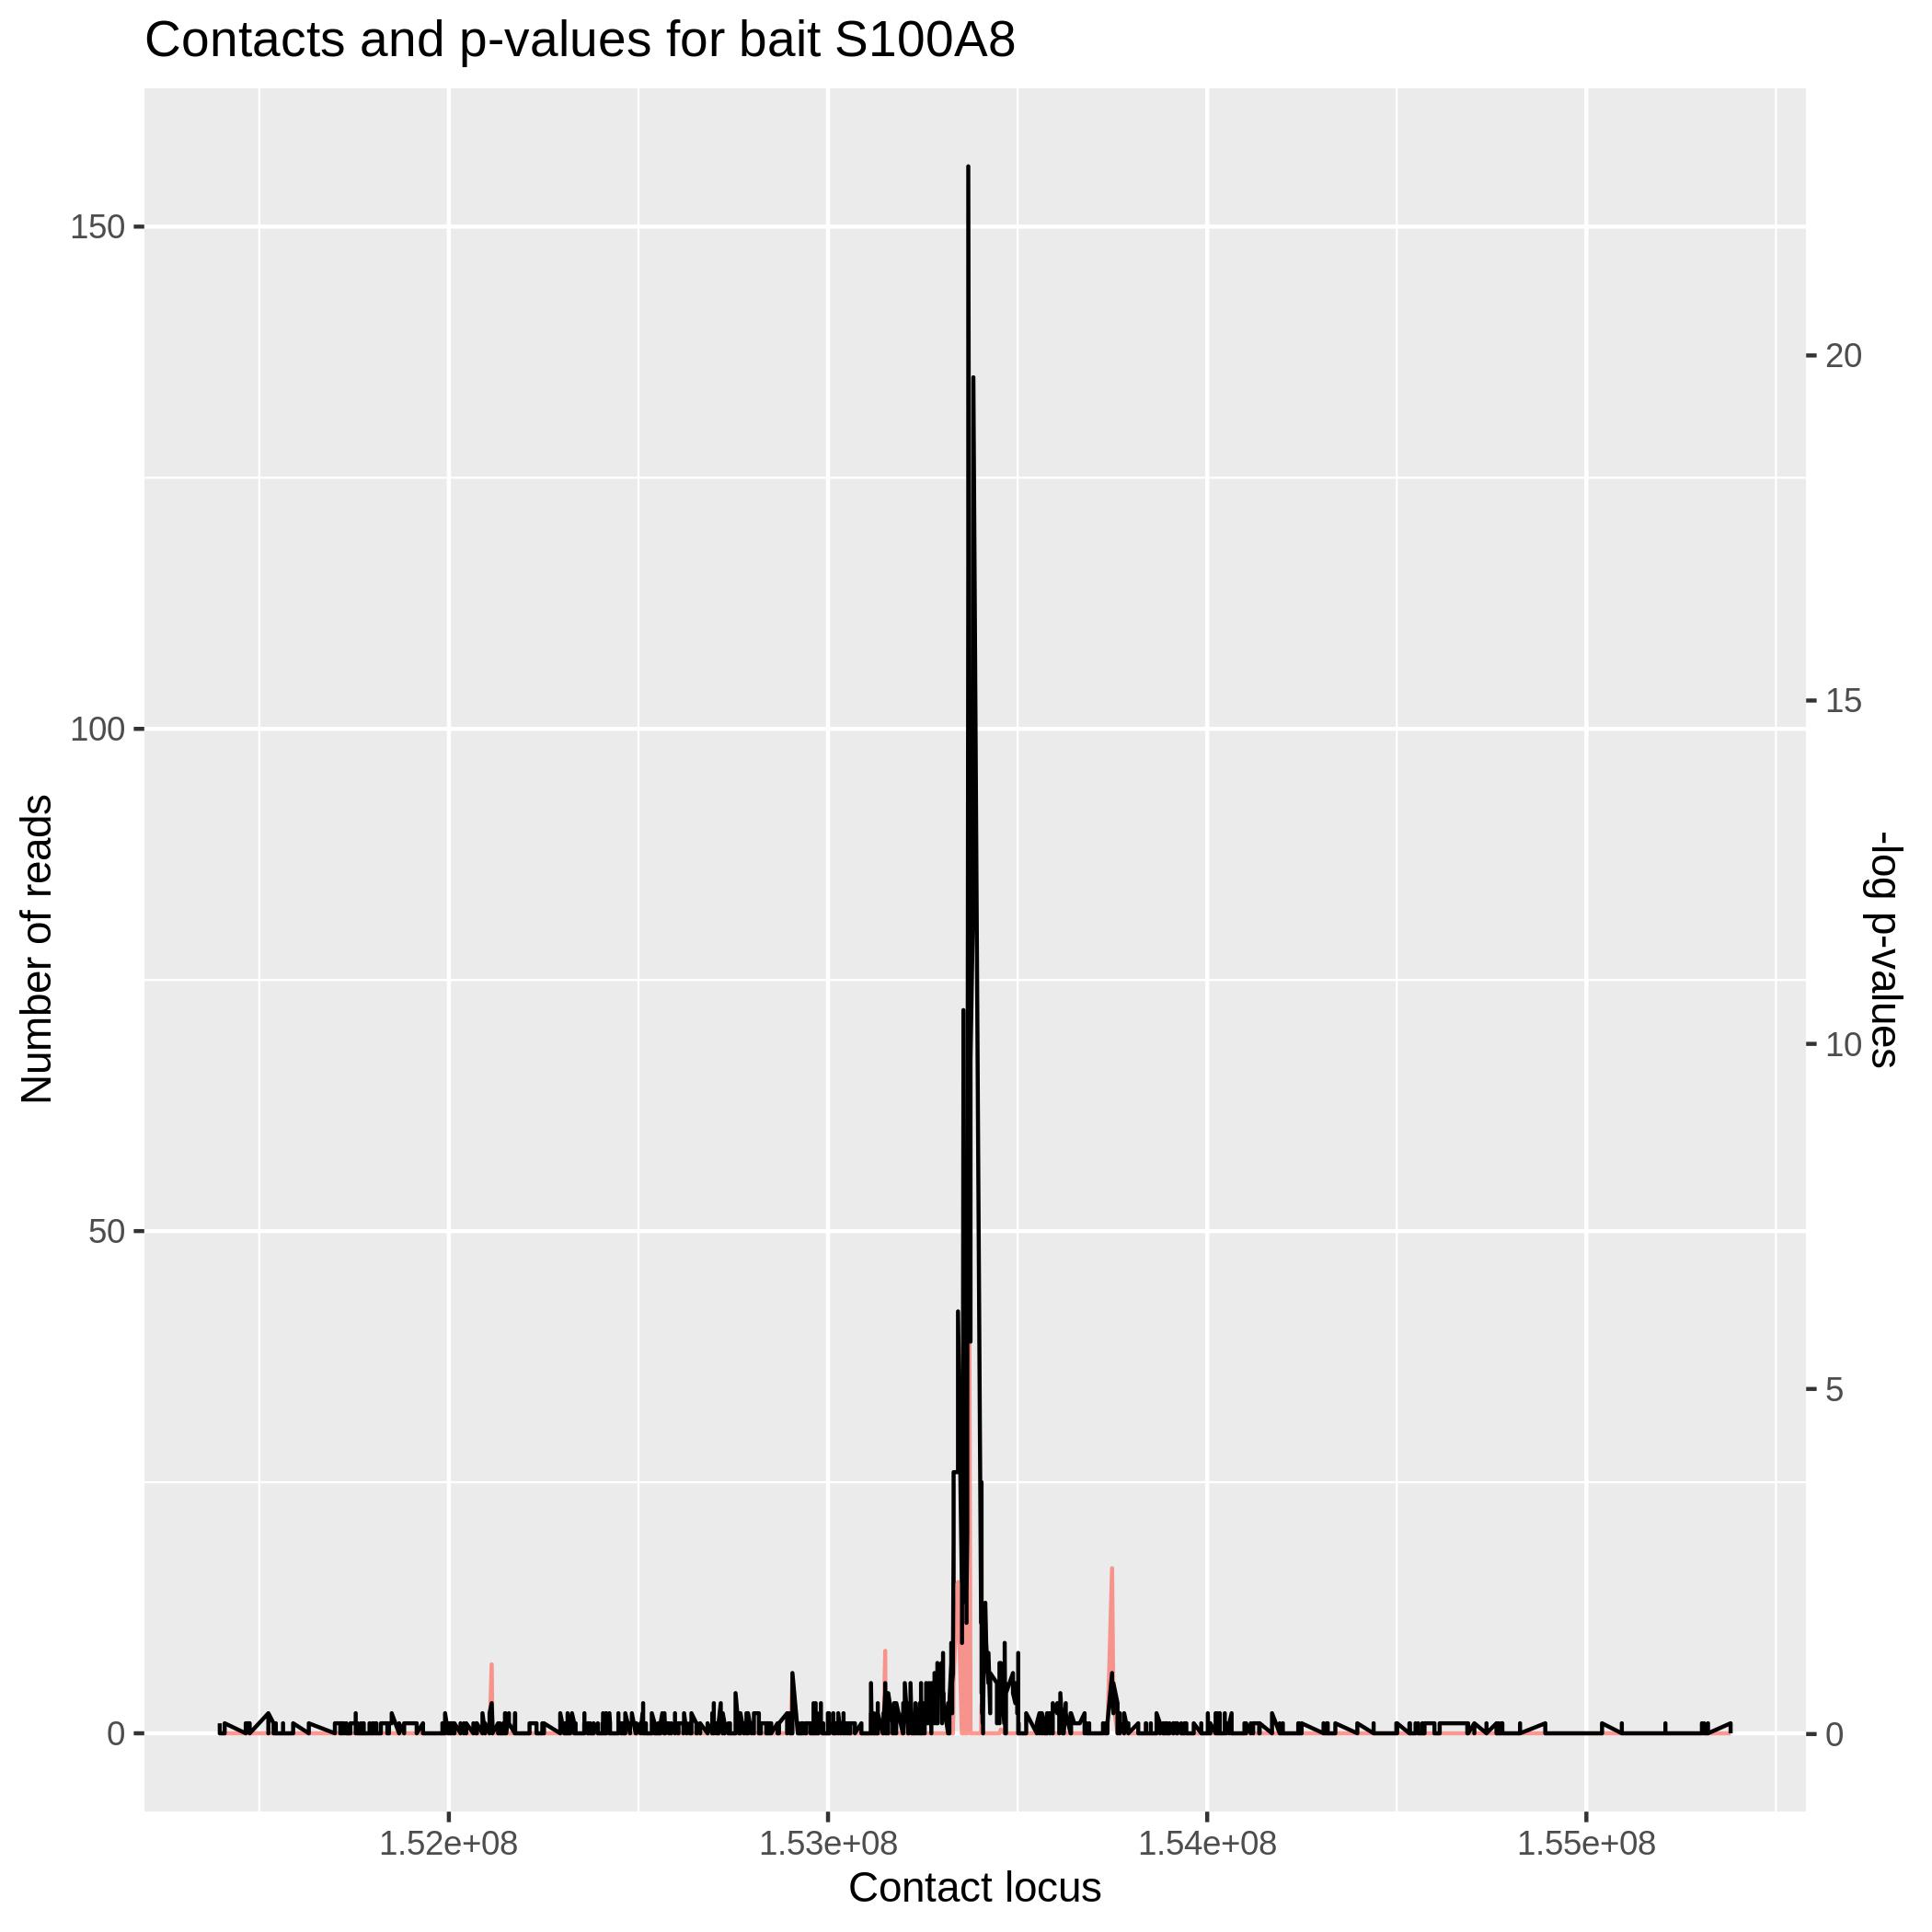 Contacts and p-values for bait S100A8
150
100
50
0
Number of reads
20
15
10
5
0
-log p-values
1.52e+08
1.53e+08
1.54e+08
1.55e+08
Contact locus